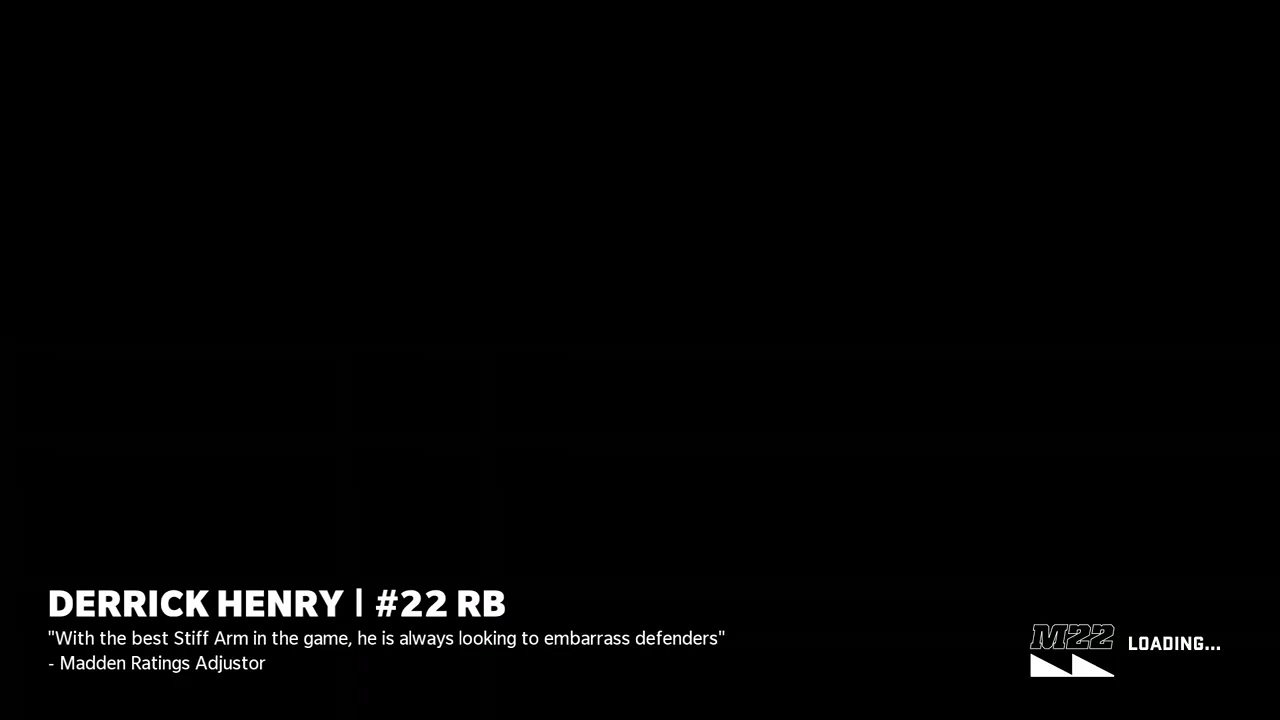 DERRICK HENRY | #22 RB
"With the best Stiff Arm in the game, he is always looking to embarrass defenders"
- Madden Ratings Adjustor
M22
LOADING...